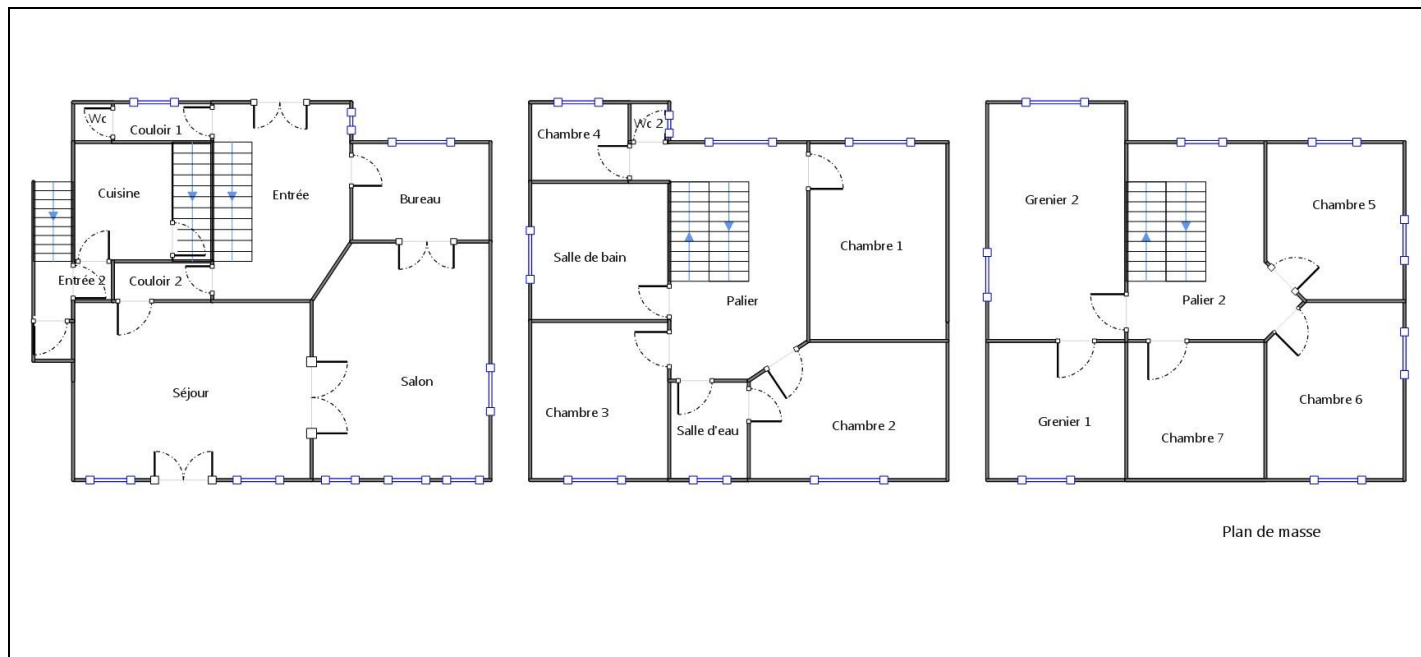 Wc
Couloir 1
Cuisine
Entrée
Bureau
Entrée 2
Couloir 2
Séjour
Salon
Chambre 4
Wc 2
Salle de bain
Chambre 1
Palier
Chambre 3
Salle d'eau
Chambre 2
Grenier 2
Chambre 5
Palier 2
Grenier 1
Chambre 7
Chambre 6
Plan de masse